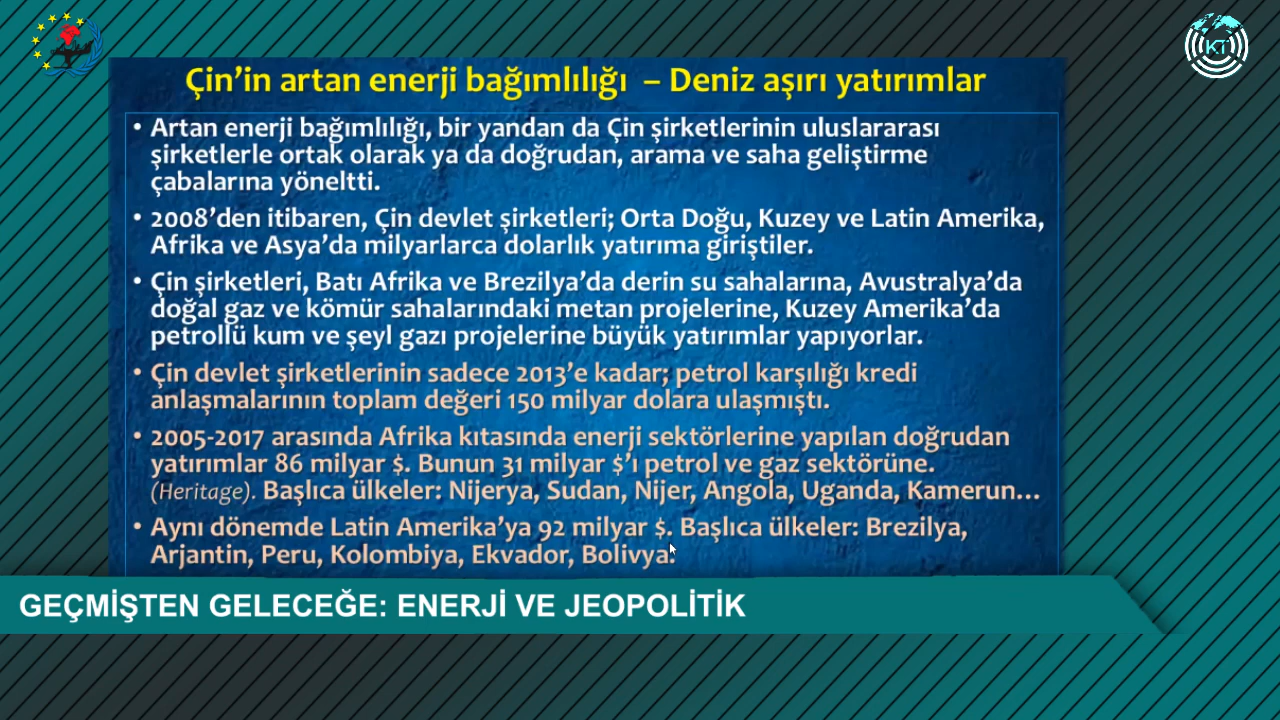 KT
Çin’in artan enerji bağımlılığı – Deniz aşırı yatırımlar
• Artan enerji bağımlılığı, bir yandan da Çin şirketlerinin uluslararası
şirketlerle ortak olarak ya da doğrudan, arama ve saha geliştirme
çabalarına yöneltti.
• 2008’den itibaren, Çin devlet şirketleri; Orta Doğu, Kuzey ve Latin Amerika,
Afrika ve Asya’da milyarlarca dolarlık yatırıma giriştiler.
• Çin şirketleri, Batı Afrika ve Brezilya’da derin su sahalarına, Avustralya’da
doğal gaz ve kömür sahalarındaki metan projelerine, Kuzey Amerika’da
petrollü kum ve şeyl gazı projelerine büyük yatırımlar yapıyorlar.
• Çin devlet şirketlerinin sadece 2013’e kadar; petrol karşılığı kredi
anlaşmalarının toplam değeri 150 milyar dolara ulaşmıştı.
• 2005-2017 arasında Afrika kıtasında enerji sektörlerine yapılan doğrudan
yatırımlar 86 milyar $. Bunun 31 milyar $’ı petrol ve gaz sektörüne.
(Heritage). Başlıca ülkeler: Nijerya, Sudan, Nijer, Angola, Uganda, Kamerun…
• Aynı dönemde Latin Amerika’ya 92 milyar $. Başlıca ülkeler: Brezilya,
Arjantin, Peru, Kolombiya, Ekvador, Bolivya.
GEÇMİŞTEN GELECEĞE: ENERJİ VE JEOPOLİTİK